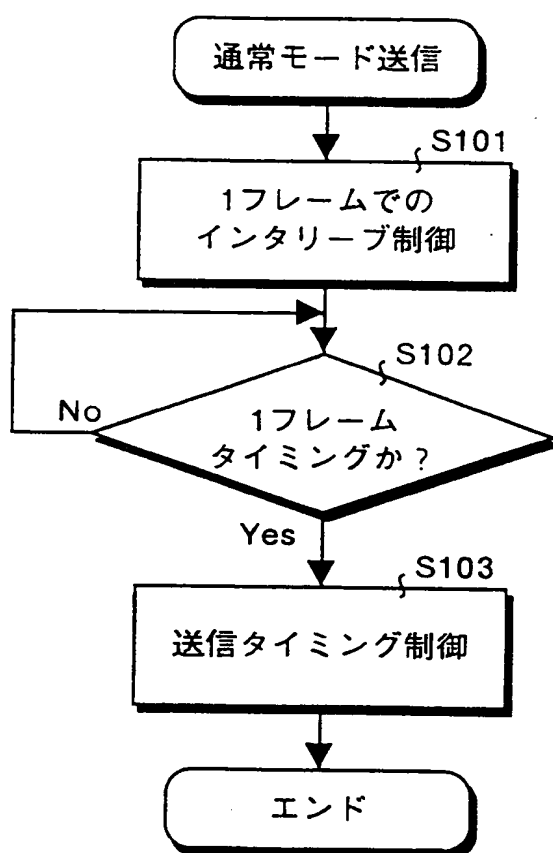 通常モード送信
S101
1フレームでの
インタリーブ制御
S102
No
1フレーム
タイミングか?
Yes
S103
送信タイミング制御
エンド